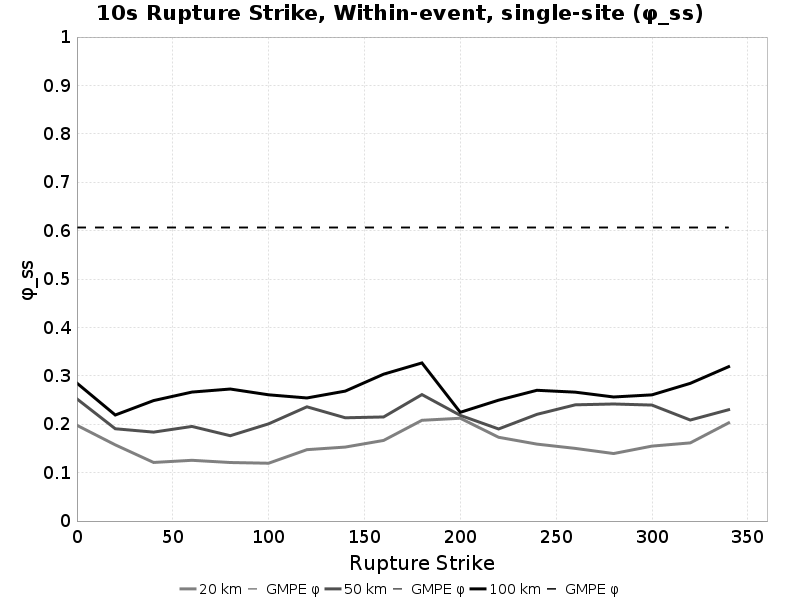 10s Rupture Strike, Within-event, single-site (φ_ss)
1
0.9
0.8
0.7
0.6
0.5
0.4
0.3
0.2
0.1
0
φ_ss
0 50 100 150 200 250 300 350
Rupture Strike
20 km GMPE φ 50 km GMPE φ 100 km GMPE φ